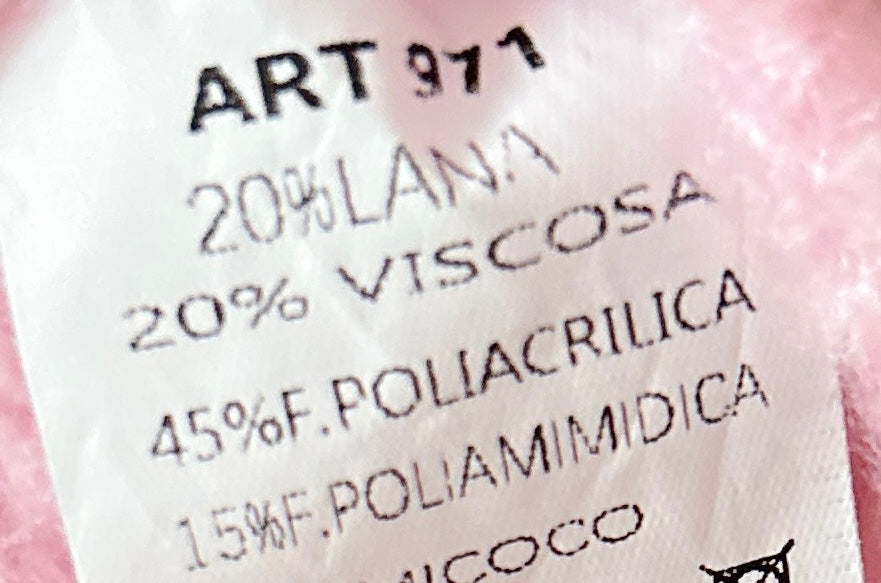 ART 971
20%LANA
20% VISCOSA
45%F.POLIACRILICA
15%F.POLIAMIMIDICA